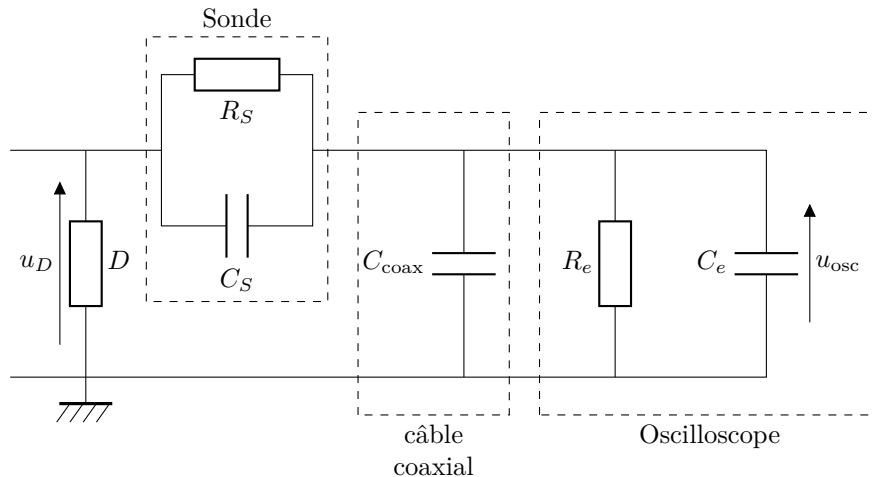 Sonde
R_S
C_S
u_D
D
C_coax
R_e
C_e
u_osc
câble
coaxial
Oscilloscope